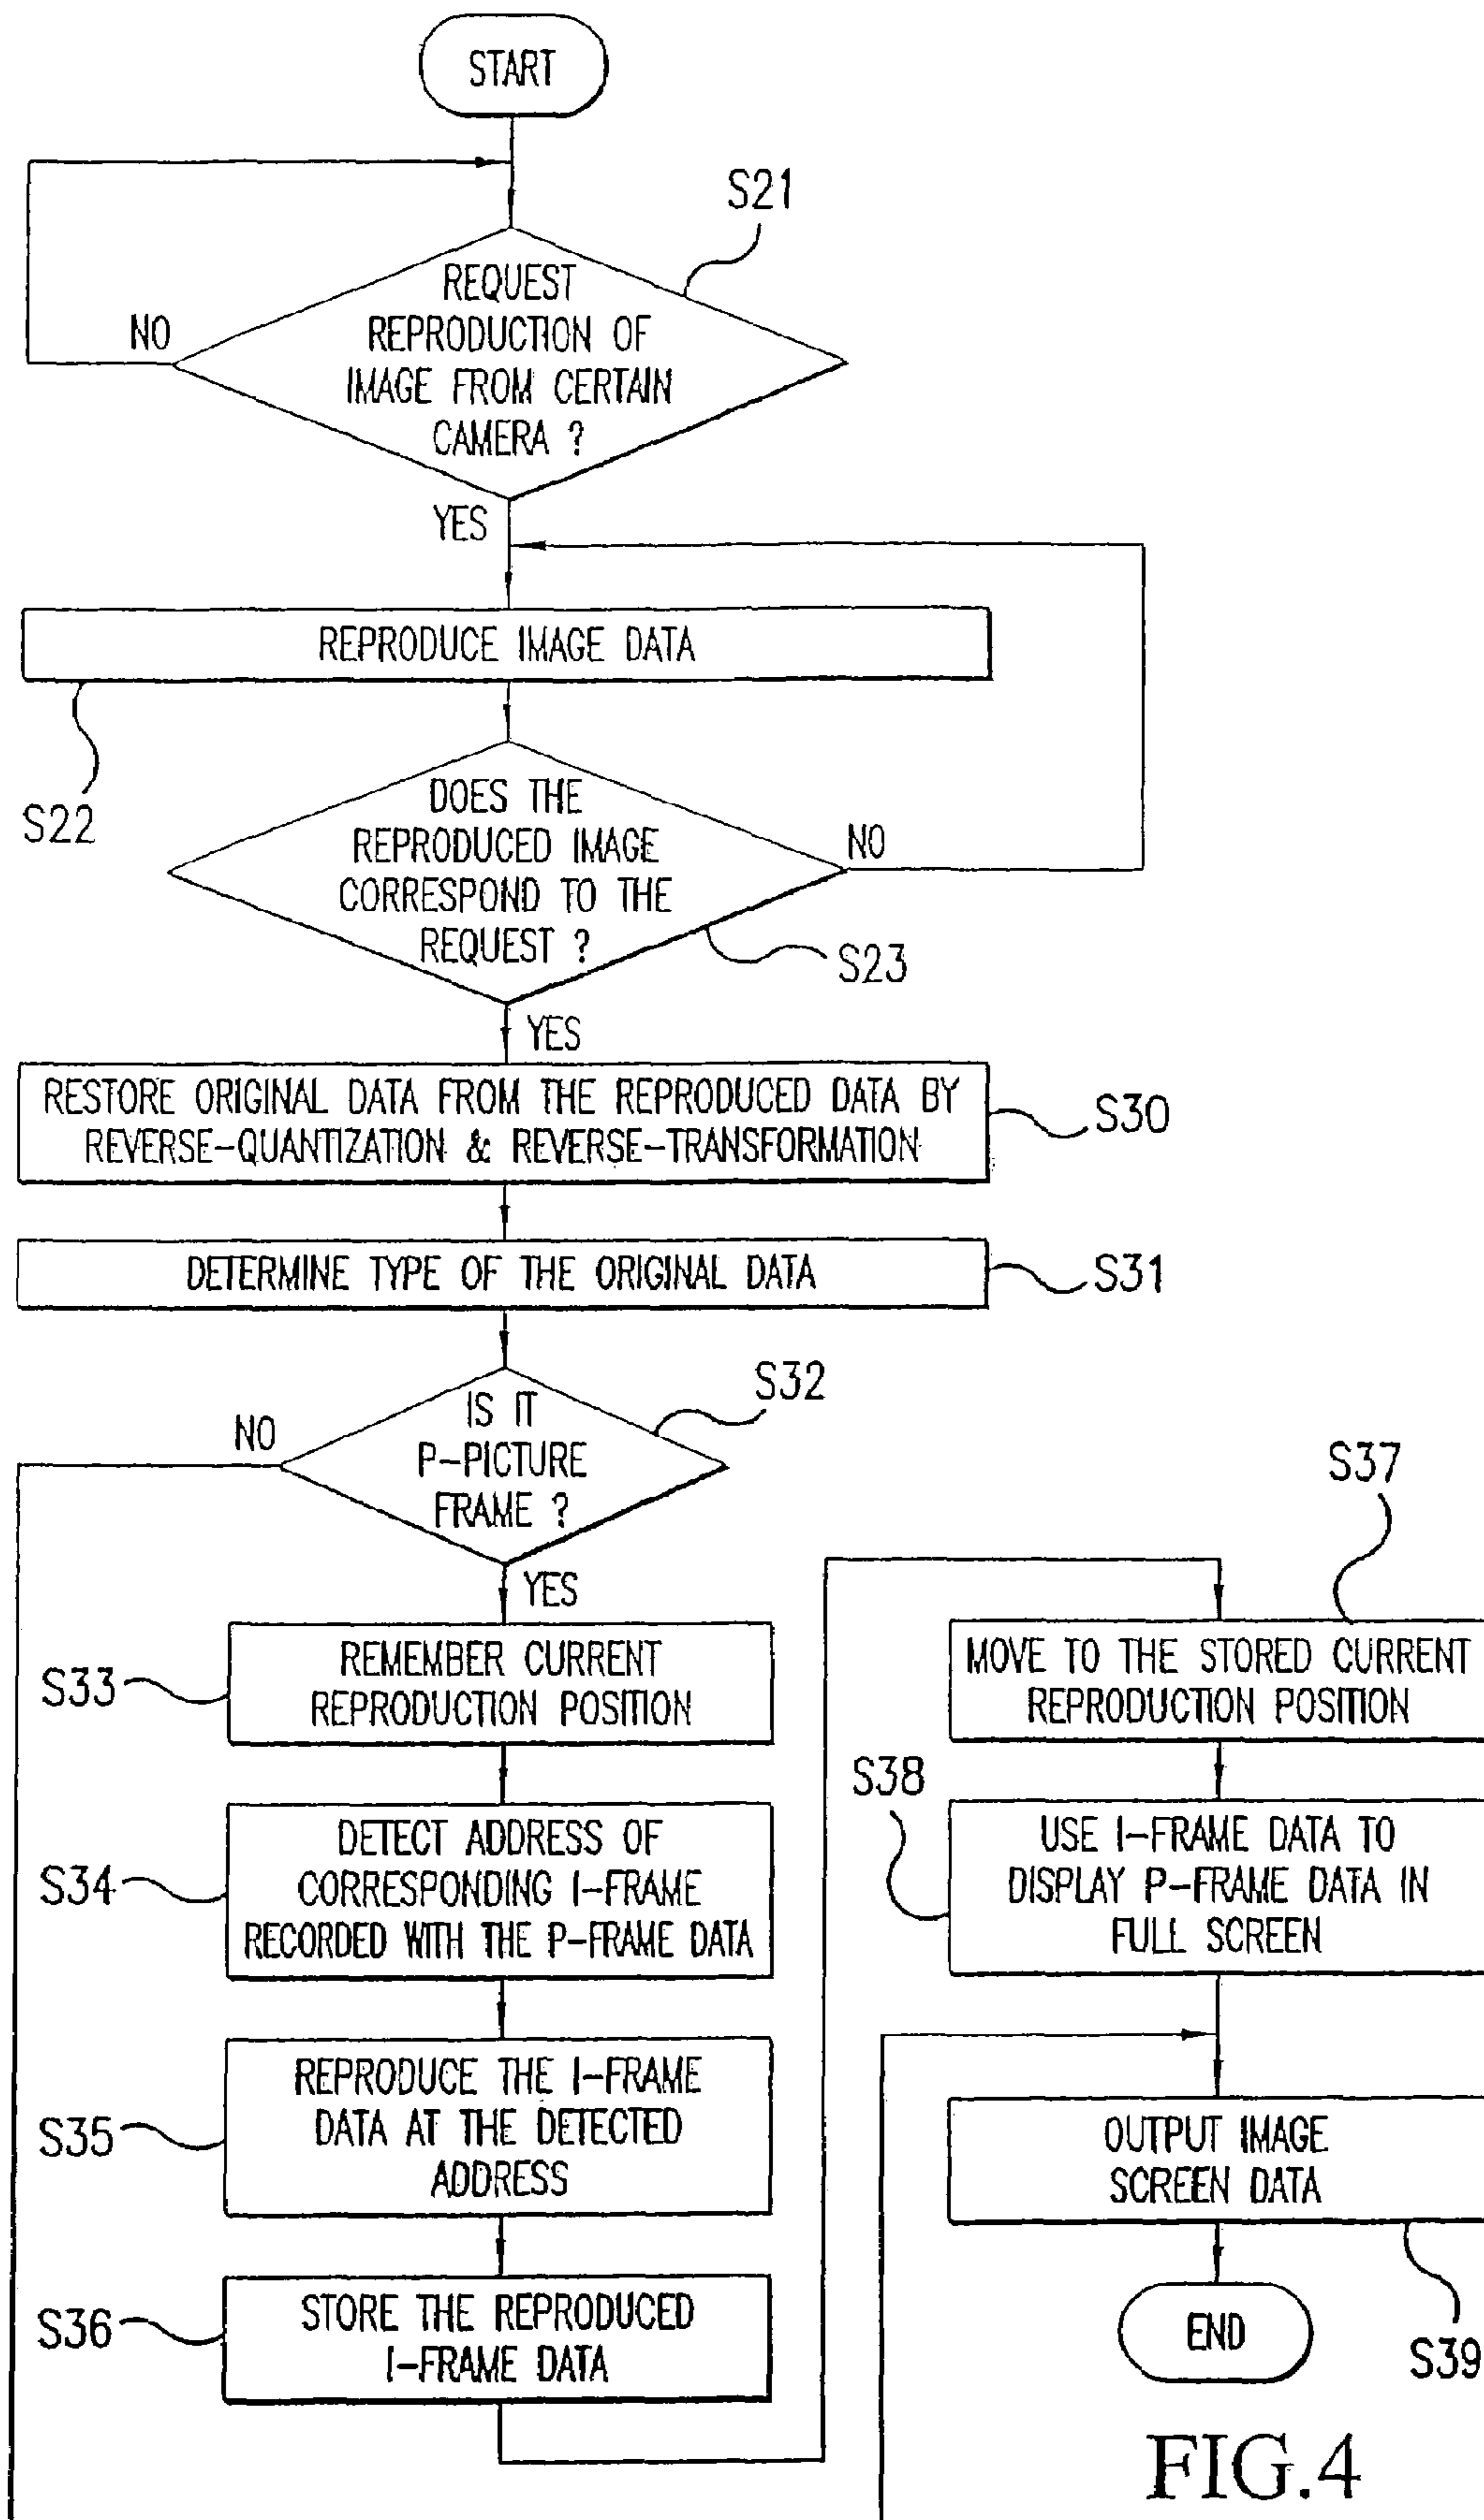 START
S21
REQUEST
REPRODUCTION OF
IMAGE FROM CERTAIN
CAMERA ?
NO
YES
REPRODUCE IMAGE DATA
S22
DOES THE
REPRODUCED IMAGE
CORRESPOND TO THE
REQUEST ?
NO
S23
YES
RESTORE ORIGINAL DATA FROM THE REPRODUCED DATA BY
REVERSE-QUANTIZATION & REVERSE-TRANSFORMATION
S30
DETERMINE TYPE OF THE ORIGINAL DATA
S31
S32
IS IT
P-PICTURE
FRAME ?
NO
YES
REMEMBER CURRENT
REPRODUCTION POSITION
S33
DETECT ADDRESS OF
CORRESPONDING I-FRAME
RECORDED WITH THE P-FRAME DATA
S34
REPRODUCE THE I-FRAME
DATA AT THE DETECTED
ADDRESS
S35
STORE THE REPRODUCED
I-FRAME DATA
S36
S37
MOVE TO THE STORED CURRENT
REPRODUCTION POSITION
S38
USE I-FRAME DATA TO
DISPLAY P-FRAME DATA IN
FULL SCREEN
OUTPUT IMAGE
SCREEN DATA
S39
END
FIG.4